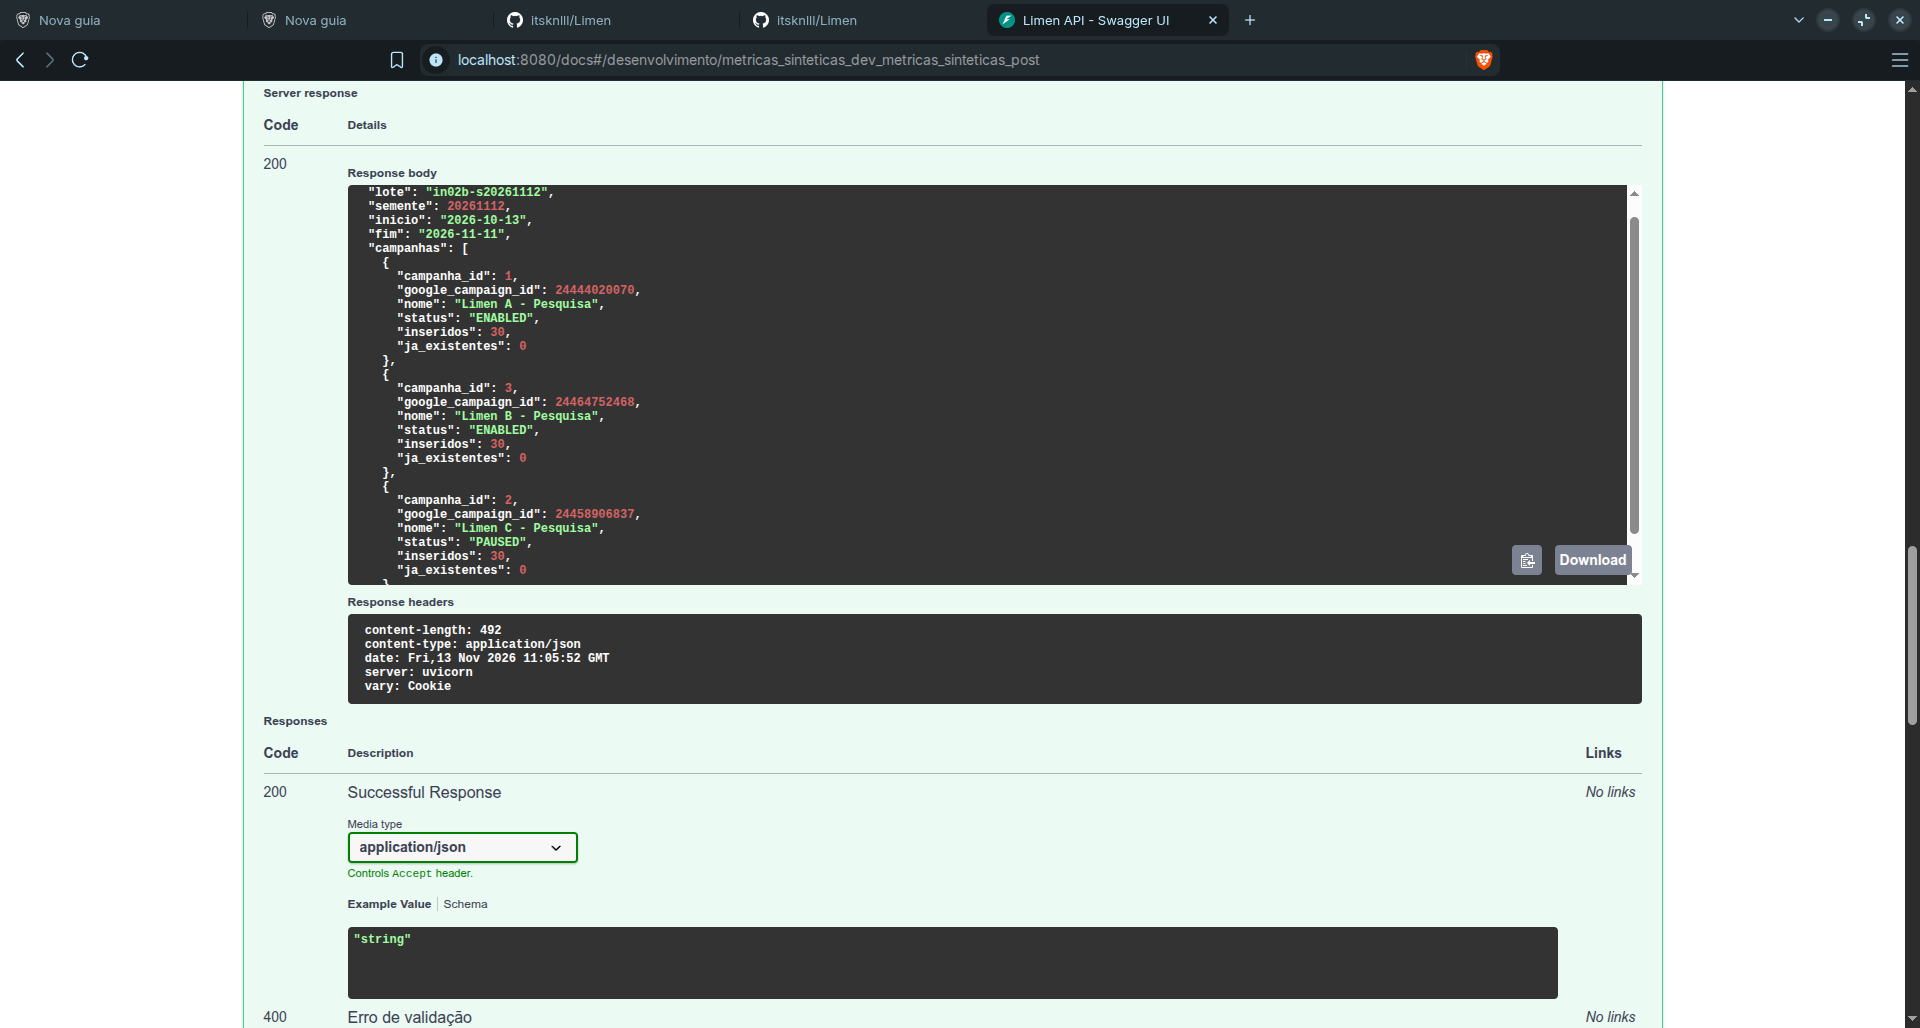 Nova guia
Nova guia
itsknlll/Limen
itsknlll/Limen
Limen API - Swagger UI
localhost:8080/docs#/desenvolvimento/metricas_sinteticas_dev_metricas_sinteticas_post
Server response
Code Details
200
Response body
"lote": "in02b-s20261112",
"semente": 20261112,
"inicio": "2026-10-13",
"fim": "2026-11-11",
"campanhas": [
{
"campanha_id": 1,
"google_campaign_id": 24444020070,
"nome": "Limen A - Pesquisa",
"status": "ENABLED",
"inseridos": 30,
"ja_existentes": 0
},
{
"campanha_id": 3,
"google_campaign_id": 24464752468,
"nome": "Limen B - Pesquisa",
"status": "ENABLED",
"inseridos": 30,
"ja_existentes": 0
},
{
"campanha_id": 2,
"google_campaign_id": 24458906837,
"nome": "Limen C - Pesquisa",
"status": "PAUSED",
"inseridos": 30,
"ja_existentes": 0
}
Download
Response headers
content-length: 492
content-type: application/json
date: Fri,13 Nov 2026 11:05:52 GMT
server: uvicorn
vary: Cookie
Responses
Code Description Links
200 Successful Response No links
Media type
application/json
Controls Accept header.
Example Value Schema
"string"
400 Erro de validação No links